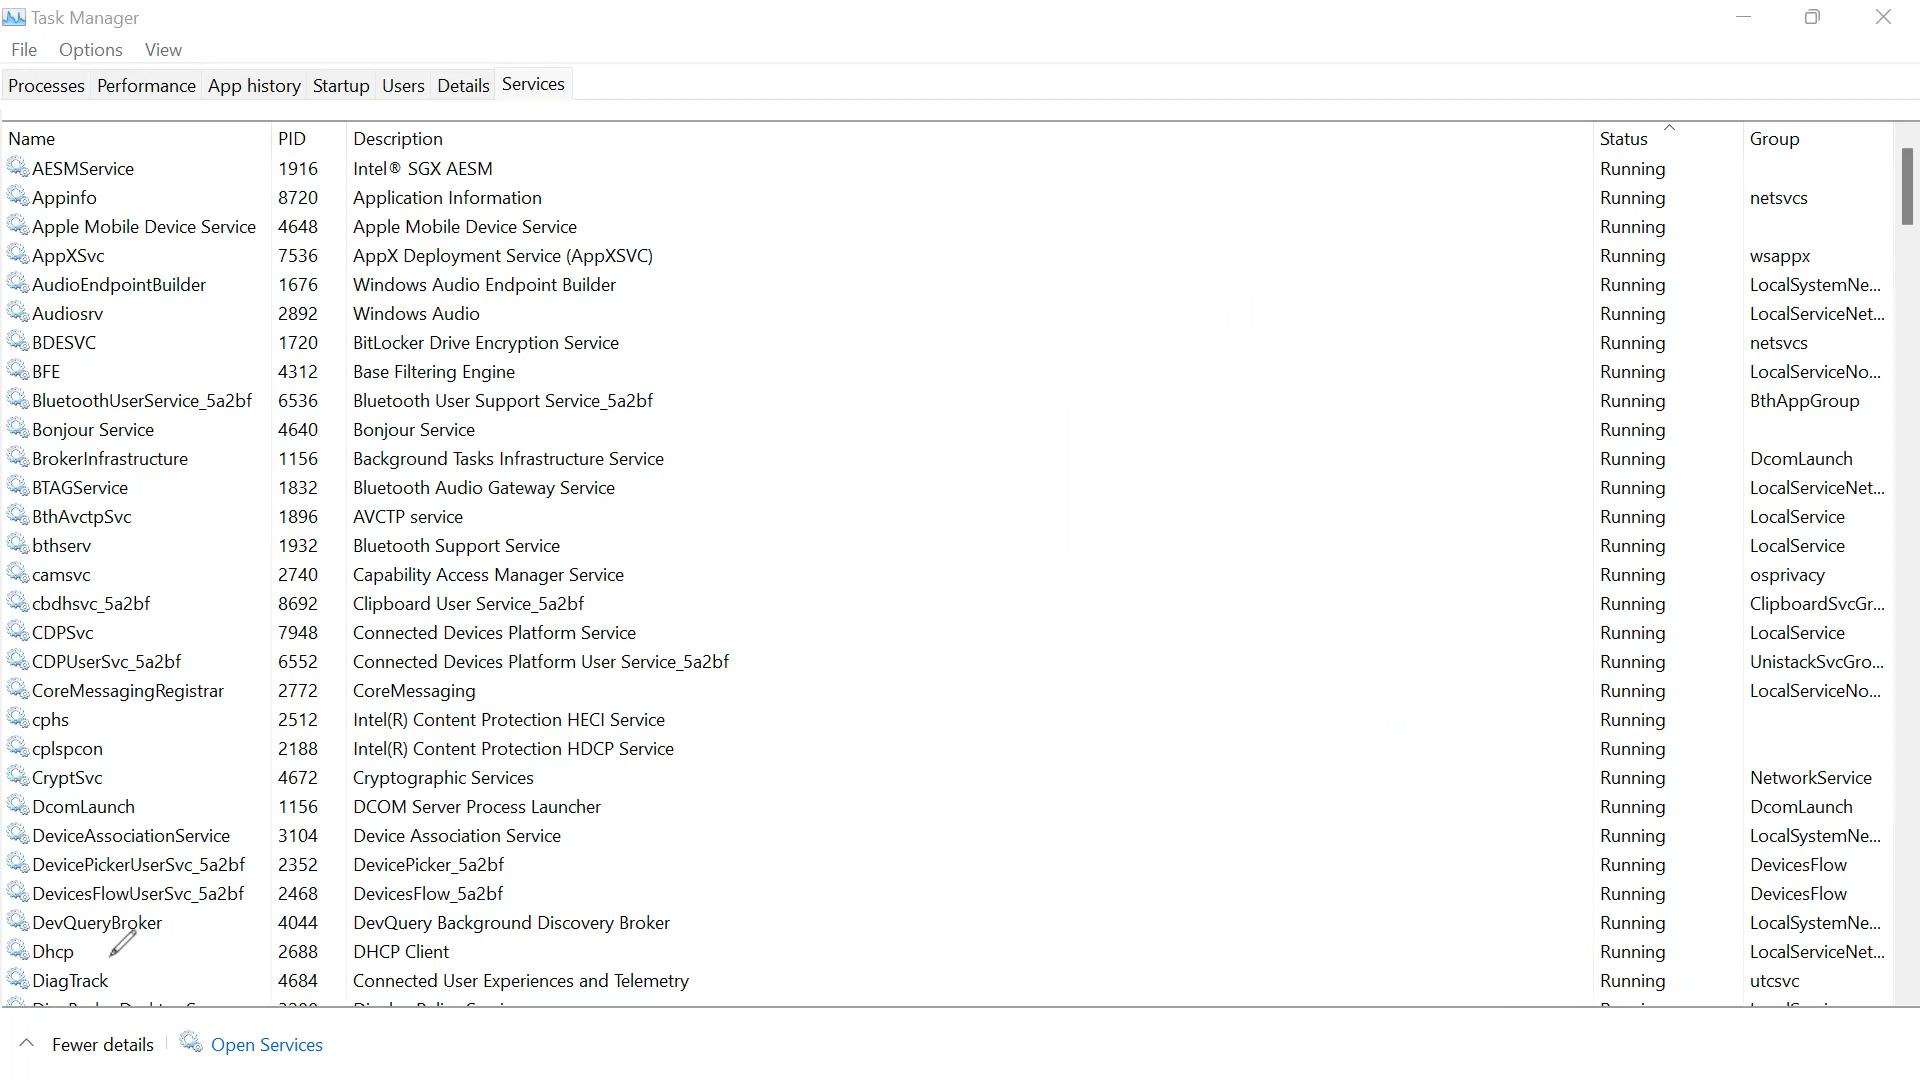 Task Manager
File Options View
Processes Performance App history Startup Users Details Services
Name PID Description Status Group
AESMService 1916 Intel® SGX AESM Running
Appinfo 8720 Application Information Running netsvcs
Apple Mobile Device Service 4648 Apple Mobile Device Service Running
AppXSvc 7536 AppX Deployment Service (AppXSVC) Running wsappx
AudioEndpointBuilder 1676 Windows Audio Endpoint Builder Running LocalSystemNe...
Audiosrv 2892 Windows Audio Running LocalServiceNet...
BDESVC 1720 BitLocker Drive Encryption Service Running netsvcs
BFE 4312 Base Filtering Engine Running LocalServiceNo...
BluetoothUserService_5a2bf 6536 Bluetooth User Support Service_5a2bf Running BthAppGroup
Bonjour Service 4640 Bonjour Service Running
BrokerInfrastructure 1156 Background Tasks Infrastructure Service Running DcomLaunch
BTAGService 1832 Bluetooth Audio Gateway Service Running LocalServiceNet...
BthAvctpSvc 1896 AVCTP service Running LocalService
bthserv 1932 Bluetooth Support Service Running LocalService
camsvc 2740 Capability Access Manager Service Running osprivacy
cbdhsvc_5a2bf 8692 Clipboard User Service_5a2bf Running ClipboardSvcGr...
CDPSvc 7948 Connected Devices Platform Service Running LocalService
CDPUserSvc_5a2bf 6552 Connected Devices Platform User Service_5a2bf Running UnistackSvcGro...
CoreMessagingRegistrar 2772 CoreMessaging Running LocalServiceNo...
cphs 2512 Intel(R) Content Protection HECI Service Running
cplspcon 2188 Intel(R) Content Protection HDCP Service Running
CryptSvc 4672 Cryptographic Services Running NetworkService
DcomLaunch 1156 DCOM Server Process Launcher Running DcomLaunch
DeviceAssociationService 3104 Device Association Service Running LocalSystemNe...
DevicePickerUserSvc_5a2bf 2352 DevicePicker_5a2bf Running DevicesFlow
DevicesFlowUserSvc_5a2bf 2468 DevicesFlow_5a2bf Running DevicesFlow
DevQueryBroker 4044 DevQuery Background Discovery Broker Running LocalSystemNe...
Dhcp 2688 DHCP Client Running LocalServiceNet...
DiagTrack 4684 Connected User Experiences and Telemetry Running utcsvc
Fewer details Open Services